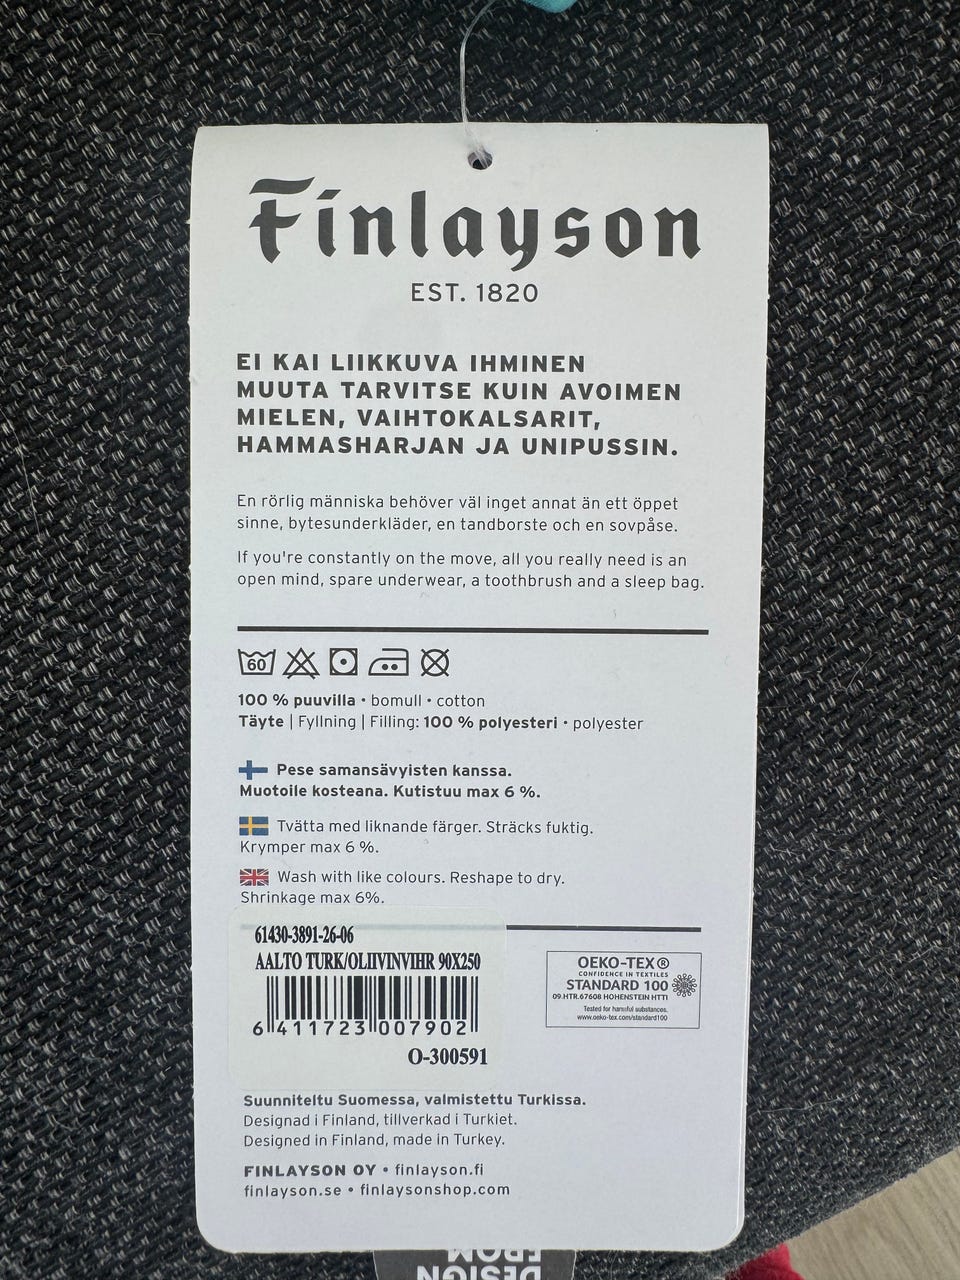 Finlayson
EST. 1820
EI KAI LIIKKUVA IHMINEN
MUUTA TARVITSE KUIN AVOIMEN
MIELEN, VAIHTOKALSARIT,
HAMMASHARJAN JA UNIPUSSIN.
En rörlig människa behöver väl inget annat än ett öppet
sinne, bytesunderkläder, en tandborste och en sovpåse.
If you're constantly on the move, all you really need is an
open mind, spare underwear, a toothbrush and a sleep bag.
60
100 % puuvilla • bomull • cotton
Täyte | Fyllning | Filling: 100 % polyesteri • polyester
Pese samansävyisten kanssa.
Muotoile kosteana. Kutistuu max 6 %.
Tvätta med liknande färger. Sträcks fuktig.
Krymper max 6 %.
Wash with like colours. Reshape to dry.
Shrinkage max 6%.
61430-3891-26-06
AALTO TURK/OLIIVINVIHR 90X250
6 411723 007902
O-300591
OEKO-TEX®
CONFIDENCE IN TEXTILES
STANDARD 100
09.HTR.67608 HOHENSTEIN HTTI
Tested for harmful substances.
www.oeko-tex.com/standard100
Suunniteltu Suomessa, valmistettu Turkissa.
Designad i Finland, tillverkad i Turkiet.
Designed in Finland, made in Turkey.
FINLAYSON OY • finlayson.fi
finlayson.se • finlaysonshop.com
DESIGN
FROM